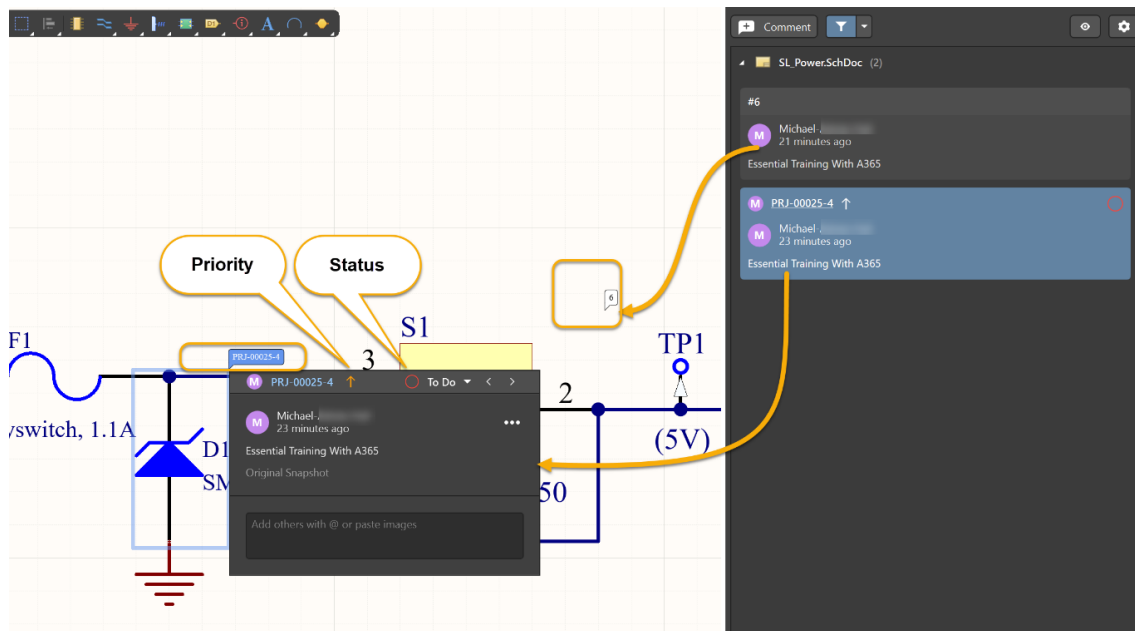 D1
A
Comment
SL_Power.SchDoc (2)
#6
M
Michael-
21 minutes ago
Essential Training With A365
M PRJ-00025-4
M
Michael-
23 minutes ago
Essential Training With A365
Priority
Status
6
F1
yswitch, 1.1A
PRJ-00025-4
3
S1
2
TP1
(5V)
D1
SM
50
M PRJ-00025-4 To Do
M
Michael-
23 minutes ago
Essential Training With A365
Original Snapshot
Add others with @ or paste images